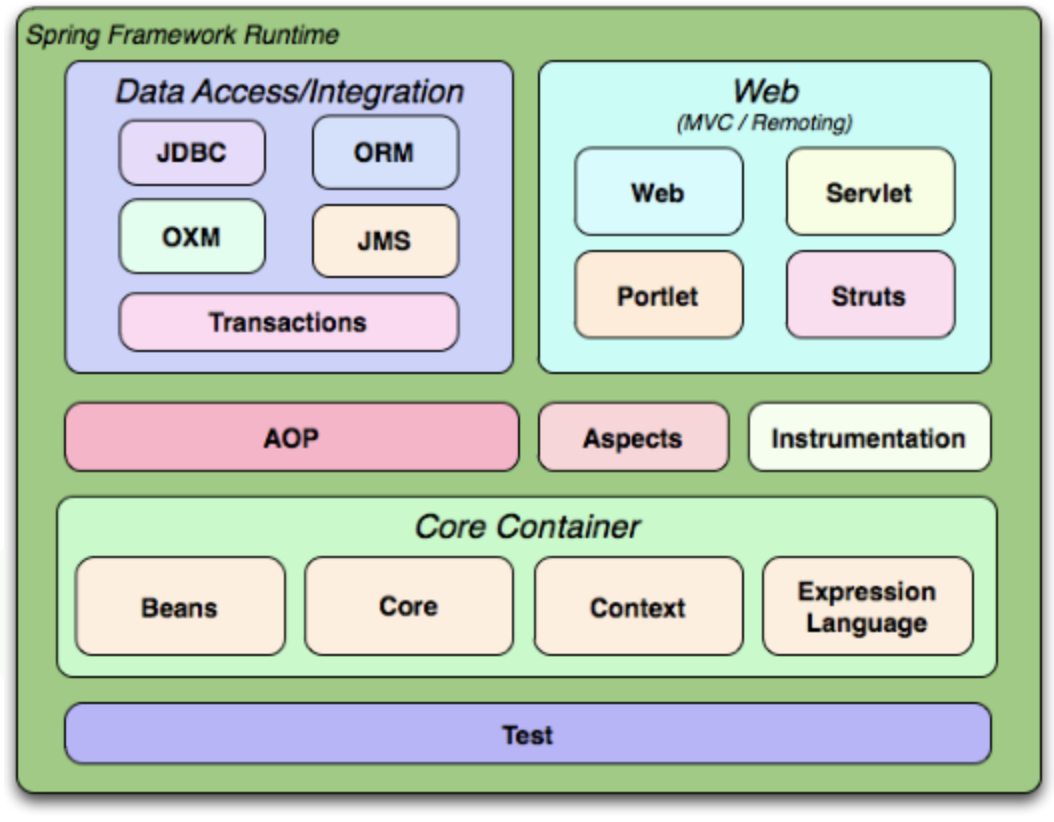 Spring Framework Runtime
Data Access/Integration
JDBC
ORM
OXM
JMS
Transactions
Web
(MVC / Remoting)
Web
Servlet
Portlet
Struts
AOP
Aspects
Instrumentation
Core Container
Beans
Core
Context
Expression
Language
Test